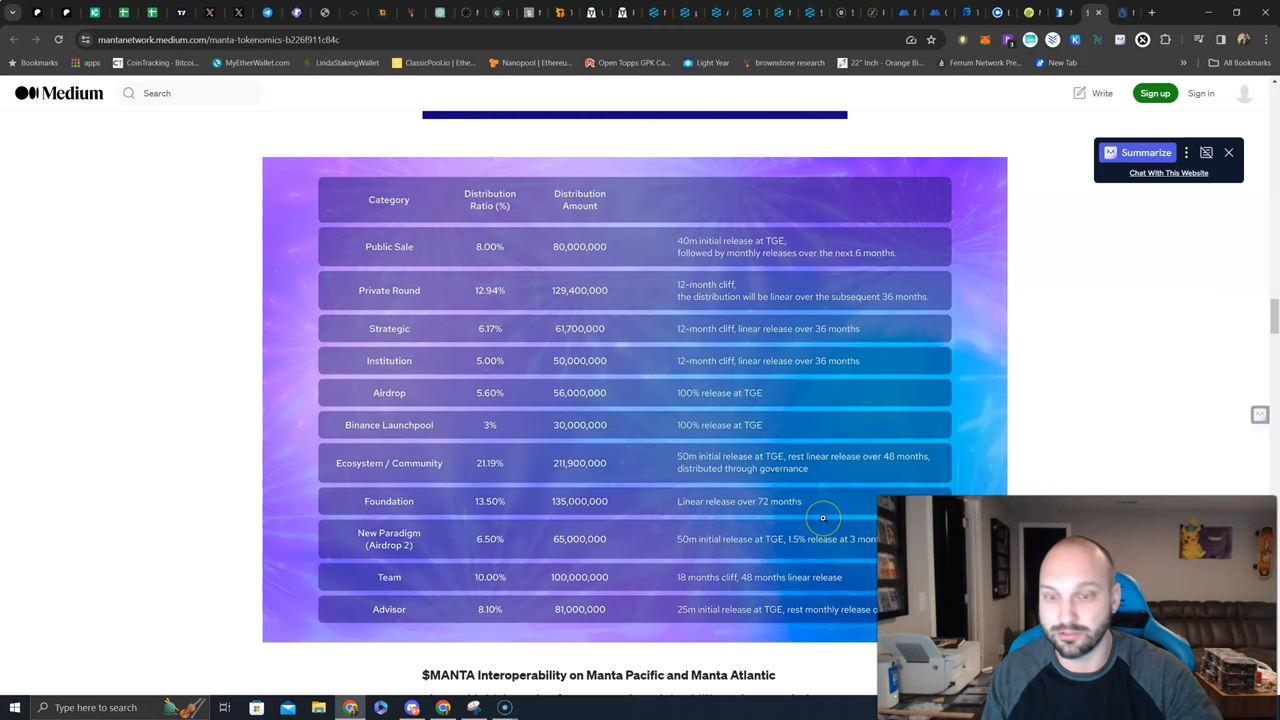 mantanetwork.medium.com/manta-tokenomics-b226f911c84c
Bookmarks
apps
CoinTracking - Bitcoi...
MyEtherWallet.com
LindaStakingWallet
ClassicPool.io | Ethe...
Nanopool | Ethereu...
Open Topps GPK Ca...
Light Year
brownstone research
22" Inch - Orange Bi...
Ferrum Network Pre...
New Tab
All Bookmarks
Medium
Search
Write
Sign up
Sign in
Summarize
Chat With This Website
Category
Distribution
Ratio (%)
Distribution
Amount
Public Sale
8.00%
80,000,000
40m initial release at TGE,
followed by monthly releases over the next 6 months.
Private Round
12.94%
129,400,000
12-month cliff,
the distribution will be linear over the subsequent 36 months.
Strategic
6.17%
61,700,000
12-month cliff, linear release over 36 months
Institution
5.00%
50,000,000
12-month cliff, linear release over 36 months
Airdrop
5.60%
56,000,000
100% release at TGE
Binance Launchpool
3%
30,000,000
100% release at TGE
Ecosystem / Community
21.19%
211,900,000
50m initial release at TGE, rest linear release over 48 months,
distributed through governance
Foundation
13.50%
135,000,000
Linear release over 72 months
New Paradigm
(Airdrop 2)
6.50%
65,000,000
50m initial release at TGE, 1.5% release at 3 mont
Team
10.00%
100,000,000
18 months cliff, 48 months linear release
Advisor
8.10%
81,000,000
25m initial release at TGE, rest monthly release o
$MANTA Interoperability on Manta Pacific and Manta Atlantic
Type here to search